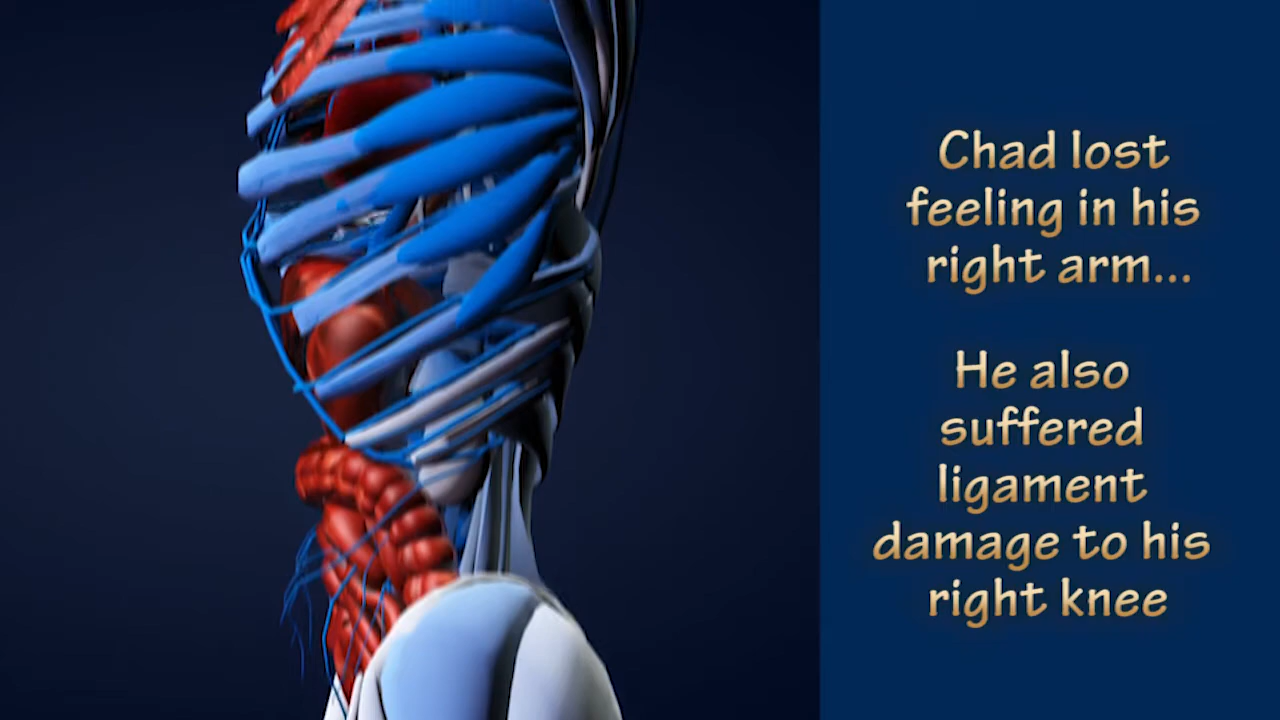 Chad lost
feeling in his
right arm...
He also
suffered
ligament
damage to his
right knee